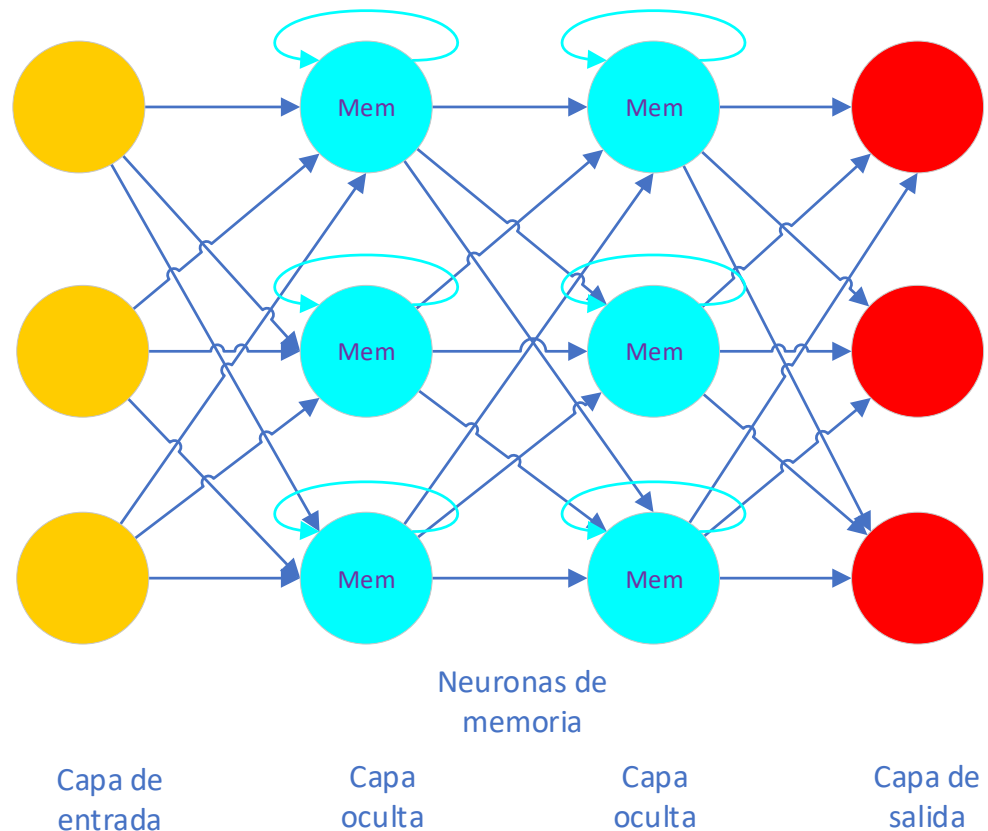 Mem
Mem
Mem
Mem
Mem
Mem
Neuronas de
memoria
Capa de
entrada
Capa
oculta
Capa
oculta
Capa de
salida